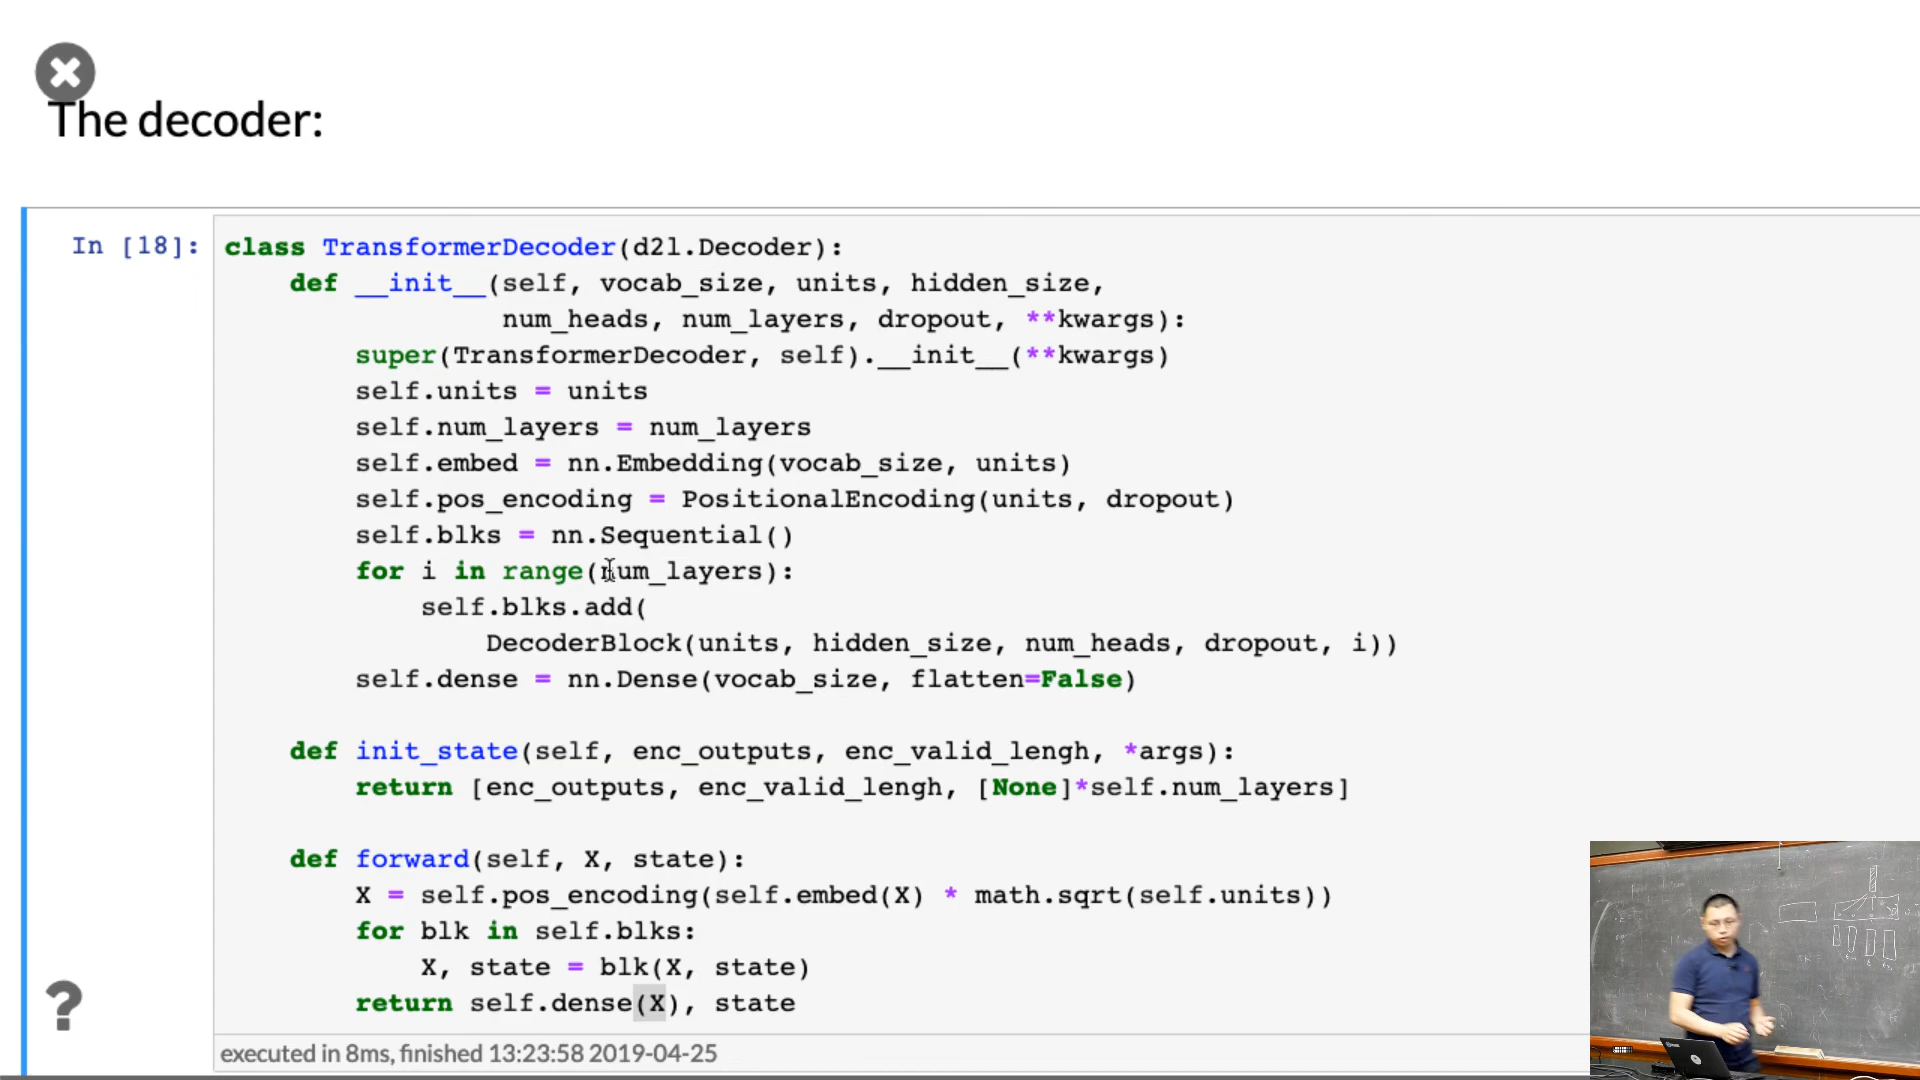 The decoder:
In [18]:
class TransformerDecoder(d2l.Decoder):
    def __init__(self, vocab_size, units, hidden_size,
                 num_heads, num_layers, dropout, **kwargs):
        super(TransformerDecoder, self).__init__(**kwargs)
        self.units = units
        self.num_layers = num_layers
        self.embed = nn.Embedding(vocab_size, units)
        self.pos_encoding = PositionalEncoding(units, dropout)
        self.blks = nn.Sequential()
        for i in range(num_layers):
            self.blks.add(
                DecoderBlock(units, hidden_size, num_heads, dropout, i))
        self.dense = nn.Dense(vocab_size, flatten=False)
    def init_state(self, enc_outputs, enc_valid_lengh, *args):
        return [enc_outputs, enc_valid_lengh, [None]*self.num_layers]
    def forward(self, X, state):
        X = self.pos_encoding(self.embed(X) * math.sqrt(self.units))
        for blk in self.blks:
            X, state = blk(X, state)
        return self.dense(X), state
?
executed in 8ms, finished 13:23:58 2019-04-25